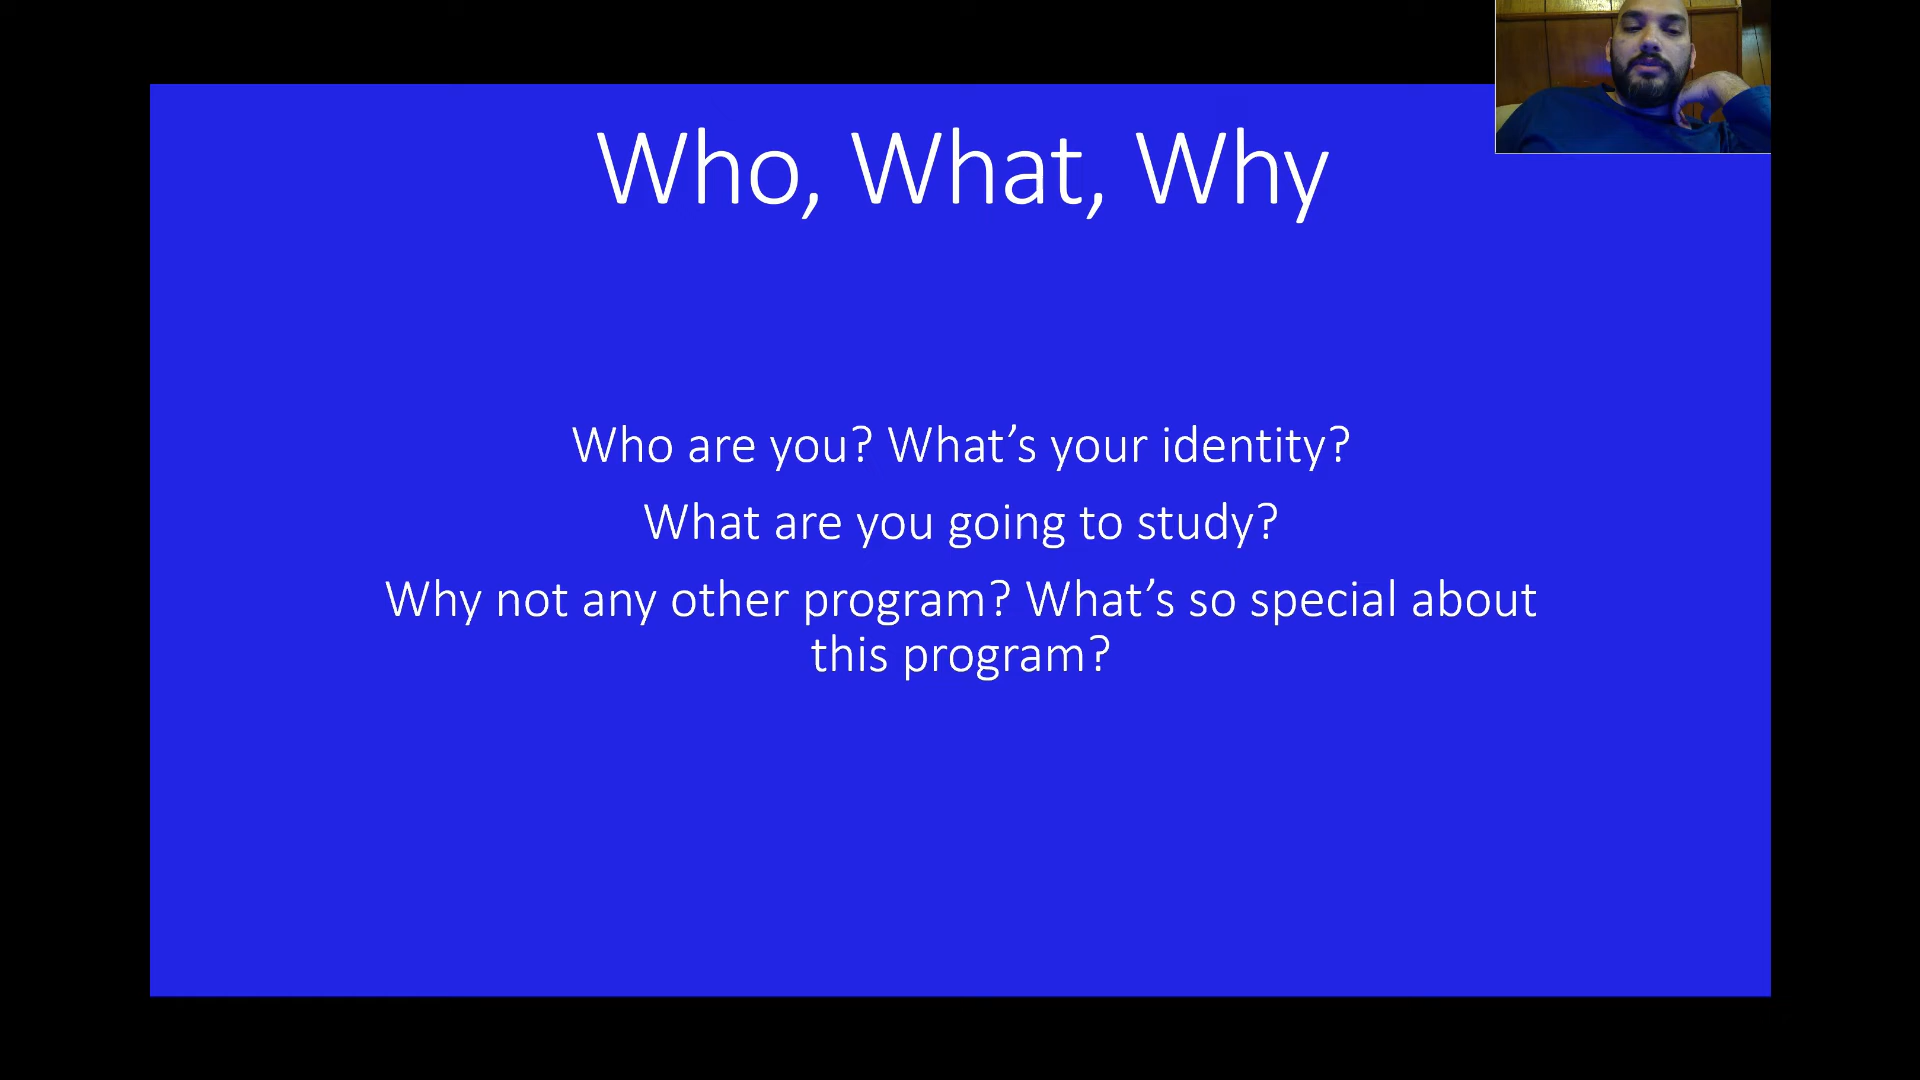 Who, What, Why
Who are you? What’s your identity?
What are you going to study?
Why not any other program? What’s so special about
this program?